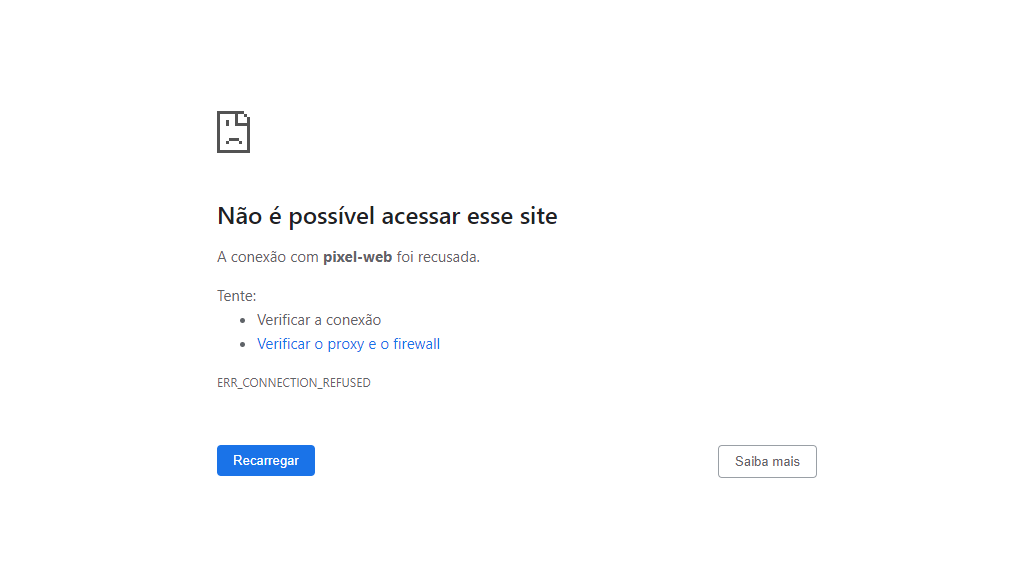 Não é possível acessar esse site
A conexão com pixel-web foi recusada.
Tente:
• Verificar a conexão
• Verificar o proxy e o firewall
ERR_CONNECTION_REFUSED
Recarregar
Saiba mais